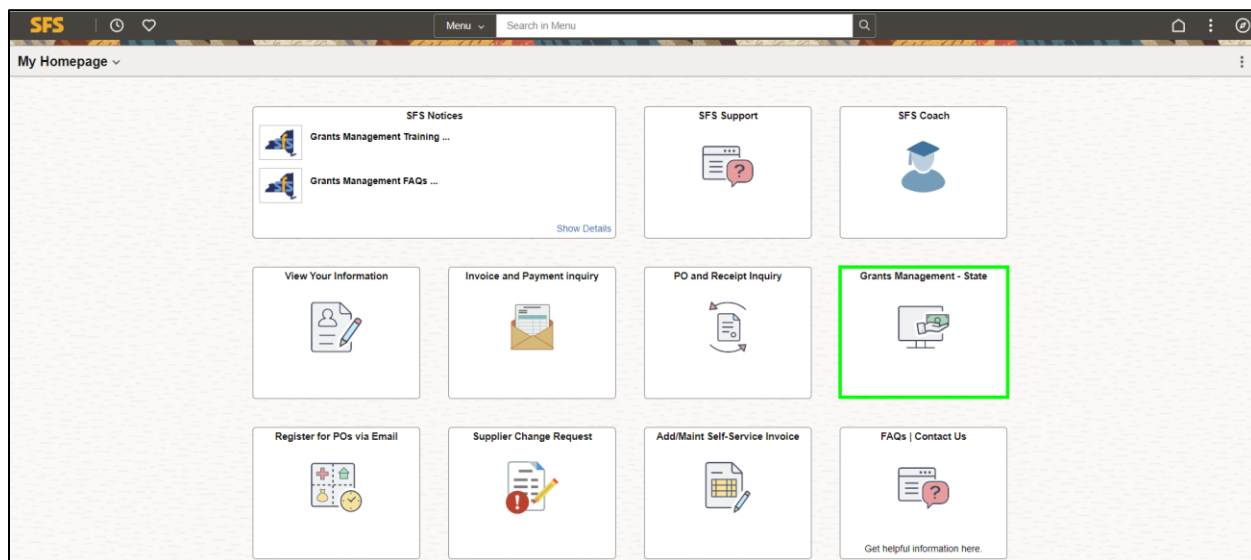 SFS
Menu
Search in Menu
My Homepage
SFS Notices
Grants Management Training ...
Grants Management FAQs ...
Show Details
SFS Support
SFS Coach
View Your Information
Invoice and Payment inquiry
PO and Receipt Inquiry
Grants Management - State
Register for POs via Email
Supplier Change Request
Add/Maint Self-Service Invoice
FAQs | Contact Us
Get helpful information here.